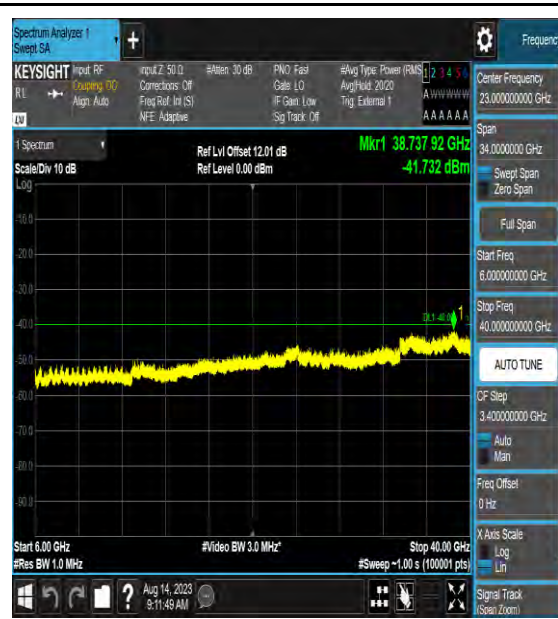 Spectrum Analyzer 1
Swept SA
+
Frequenc
KEYSIGHT
Input: RF
Coupling: DC
Align: Auto
Input Z: 50 Ω
Corrections: Off
Freq Ref: Int (S)
NFE: Adaptive
#Atten: 30 dB
PNO: Fast
Gate: LO
IF Gain: Low
Sig Track: Off
#Avg Type: Power (RMS
Avg|Hold: 20/20
Trig: External 1
1 2 3 4 5 6
A W W W W W
A A A A A A
RL
LW
1 Spectrum
Scale/Div 10 dB
Log
Ref Lvl Offset 12.01 dB
Ref Level 0.00 dBm
Mkr1 38.737 92 GHz
-41.732 dBm
-10.0
-20.0
-30.0
-40.0
-50.0
-60.0
-70.0
-80.0
-90.0
1
Start 6.00 GHz
#Res BW 1.0 MHz
#Video BW 3.0 MHz*
Stop 40.00 GHz
#Sweep ~1.00 s (100001 pts)
Center Frequency
23.000000000 GHz
Span
34.0000000 GHz
Swept Span
Zero Span
Full Span
Start Freq
6.000000000 GHz
Stop Freq
40.000000000 GHz
AUTO TUNE
CF Step
3.400000000 GHz
Auto
Man
Freq Offset
0 Hz
X Axis Scale
Log
Lin
Signal Track
(Span Zoom)
?
Aug 14, 2023
9:11:49 AM